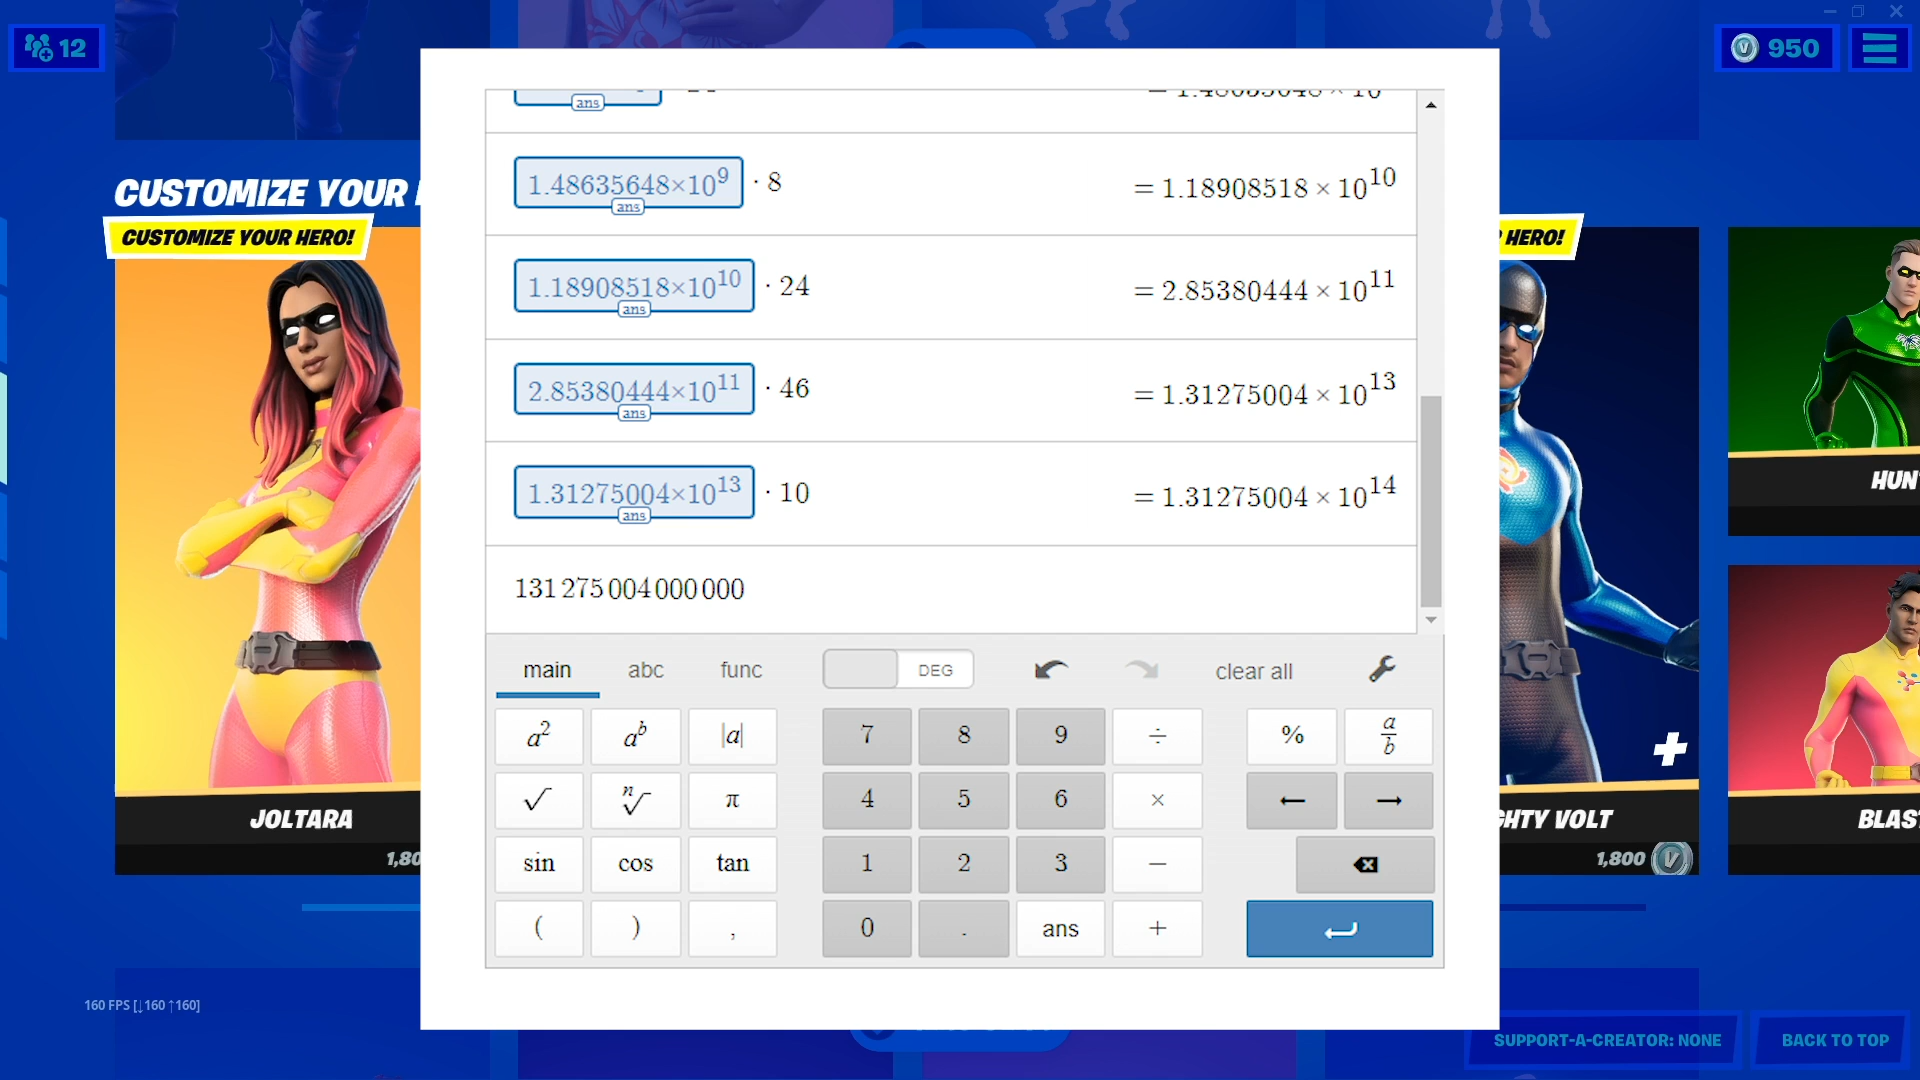 12
950
CUSTOMIZE YOUR
CUSTOMIZE YOUR HERO!
HERO!
JOLTARA
1,80
GHTY VOLT
1,800
HUN
BLAS
160 FPS [↓160 ↑160]
SUPPORT-A-CREATOR: NONE
BACK TO TOP
ans
1.48635648×10^9 · 8 = 1.18908518 × 10^10
ans
1.18908518×10^10 · 24 = 2.85380444 × 10^11
ans
2.85380444×10^11 · 46 = 1.31275004 × 10^13
ans
1.31275004×10^13 · 10 = 1.31275004 × 10^14
ans
131 275 004 000 000
main abc func DEG clear all
a^2 a^b |a| 7 8 9 ÷ % a/b
√ n√ π 4 5 6 × ← →
sin cos tan 1 2 3 −
( ) , 0 . ans +